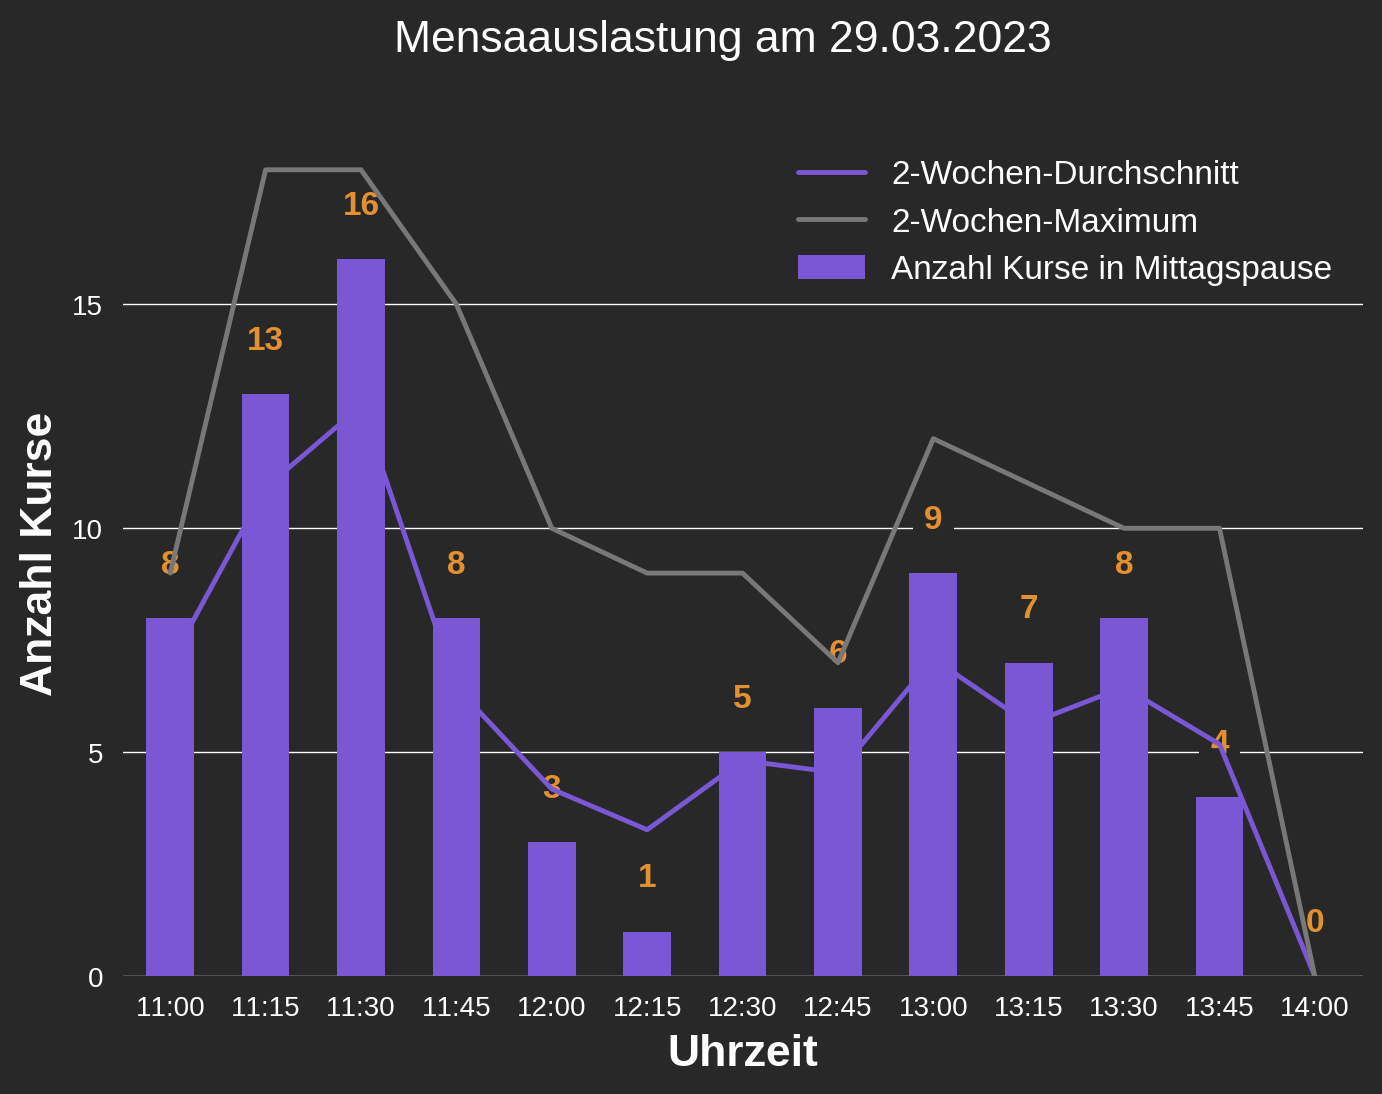 Mensaauslastung am 29.03.2023
2-Wochen-Durchschnitt
2-Wochen-Maximum
Anzahl Kurse in Mittagspause
Anzahl Kurse
15
10
5
0
8
13
16
8
3
1
5
6
9
7
8
4
0
11:00 11:15 11:30 11:45 12:00 12:15 12:30 12:45 13:00 13:15 13:30 13:45 14:00
Uhrzeit